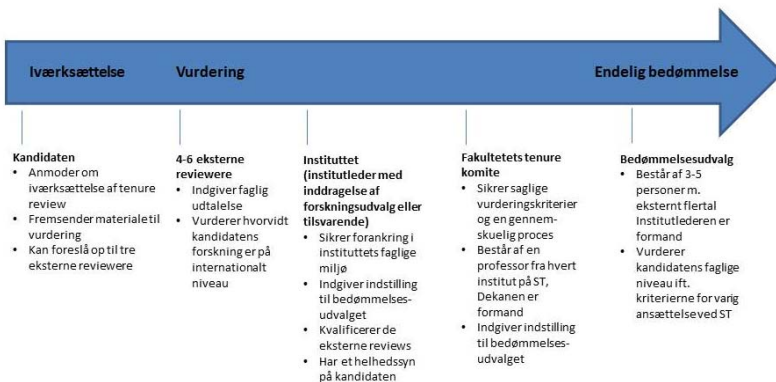 Iværksættelse
Vurdering
Endelig bedømmelse
Kandidaten
• Anmoder om
iværksættelse af tenure
review
• Fremsender materiale til
vurdering
• Kan foreslå op til tre
eksterne reviewere
4-6 eksterne
reviewere
• Indgiver faglig
udtalelse
• Vurderer hvorvidt
kandidatens
forskning er på
internationalt
niveau
Instituttet
(institutleder med
inddragelse af
forskningsudvalg eller
tilsvarende)
• Sikrer forankring i
instituttets faglige
miljø
• Indgiver indstilling
til bedømmelses-
udvalget
• Kvalificerer de
eksterne reviews
• Har et helhedssyn
på kandidaten
Fakultetets tenure
komite
• Sikrer saglige
vurderingskriterier
og en gennem-
skuelig proces
• Består af en
professor fra hvert
institut på ST,
Dekanen er
formand
• Indgiver indstilling
til bedømmelses-
udvalget
Bedømmelsesudvalg
• Består af 3-5
personer m.
eksternt flertal
Institutlederen er
formand
• Vurderer
kandidatens faglige
niveau ift.
kriterierne for varig
ansættelse ved ST